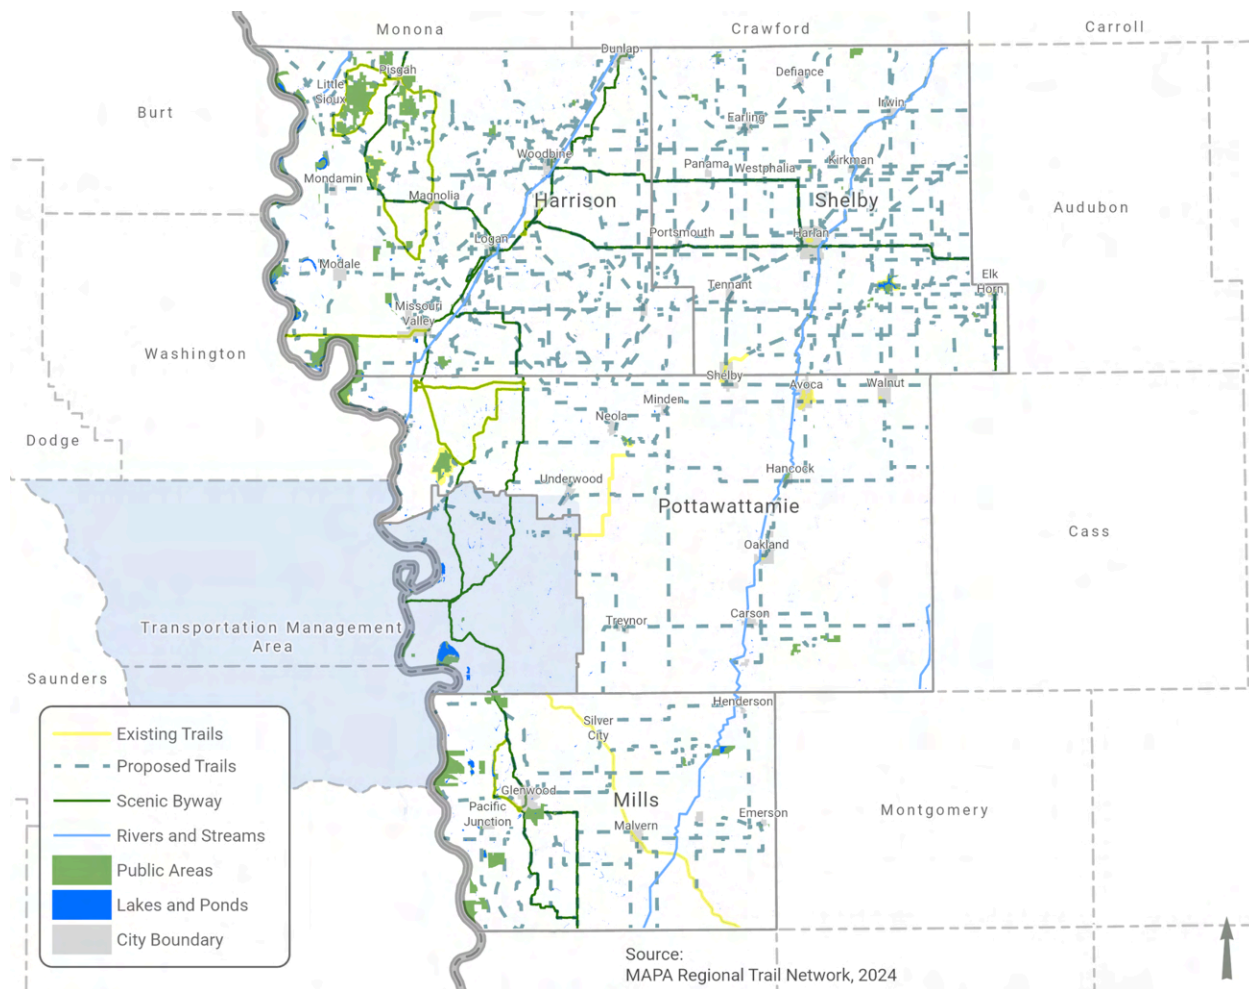 Monona
Crawford
Carroll
Dunlap
Pisgah
Little
Sioux
Defiance
Irwin
Burt
Earling
Woodbine
Panama
Westphalia
Kirkman
Mondamin
Magnolia
Harrison
Shelby
Audubon
Logan
Portsmouth
Harlan
Modale
Elk
Horn
Tennant
Missouri
Valley
Washington
Shelby
Avoca
Walnut
Minden
Neola
Dodge
Hancock
Underwood
Pottawattamie
Cass
Oakland
Transportation Management
Area
Treynor
Carson
Saunders
Henderson
Silver
City
Glenwood
Mills
Pacific
Junction
Malvern
Emerson
Montgomery
Existing Trails
Proposed Trails
Scenic Byway
Rivers and Streams
Public Areas
Lakes and Ponds
City Boundary
Source:
MAPA Regional Trail Network, 2024